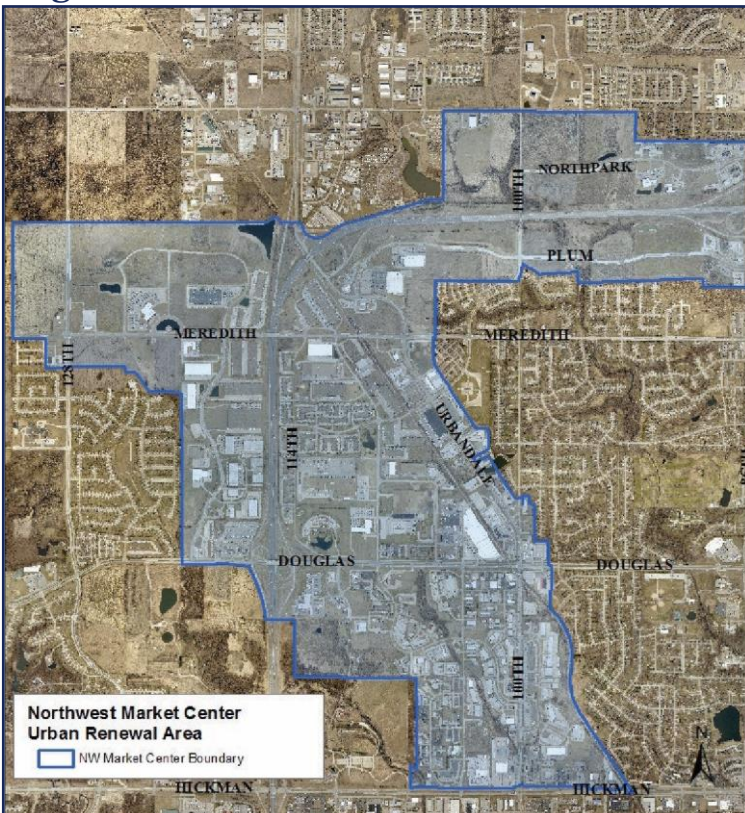 NORTHPARK
100TH
PLUM
MEREDITH
MEREDITH
128TH
URBANDALE
114TH
DOUGLAS
DOUGLAS
100TH
Northwest Market Center
Urban Renewal Area
NW Market Center Boundary
N
HICKMAN
HICKMAN